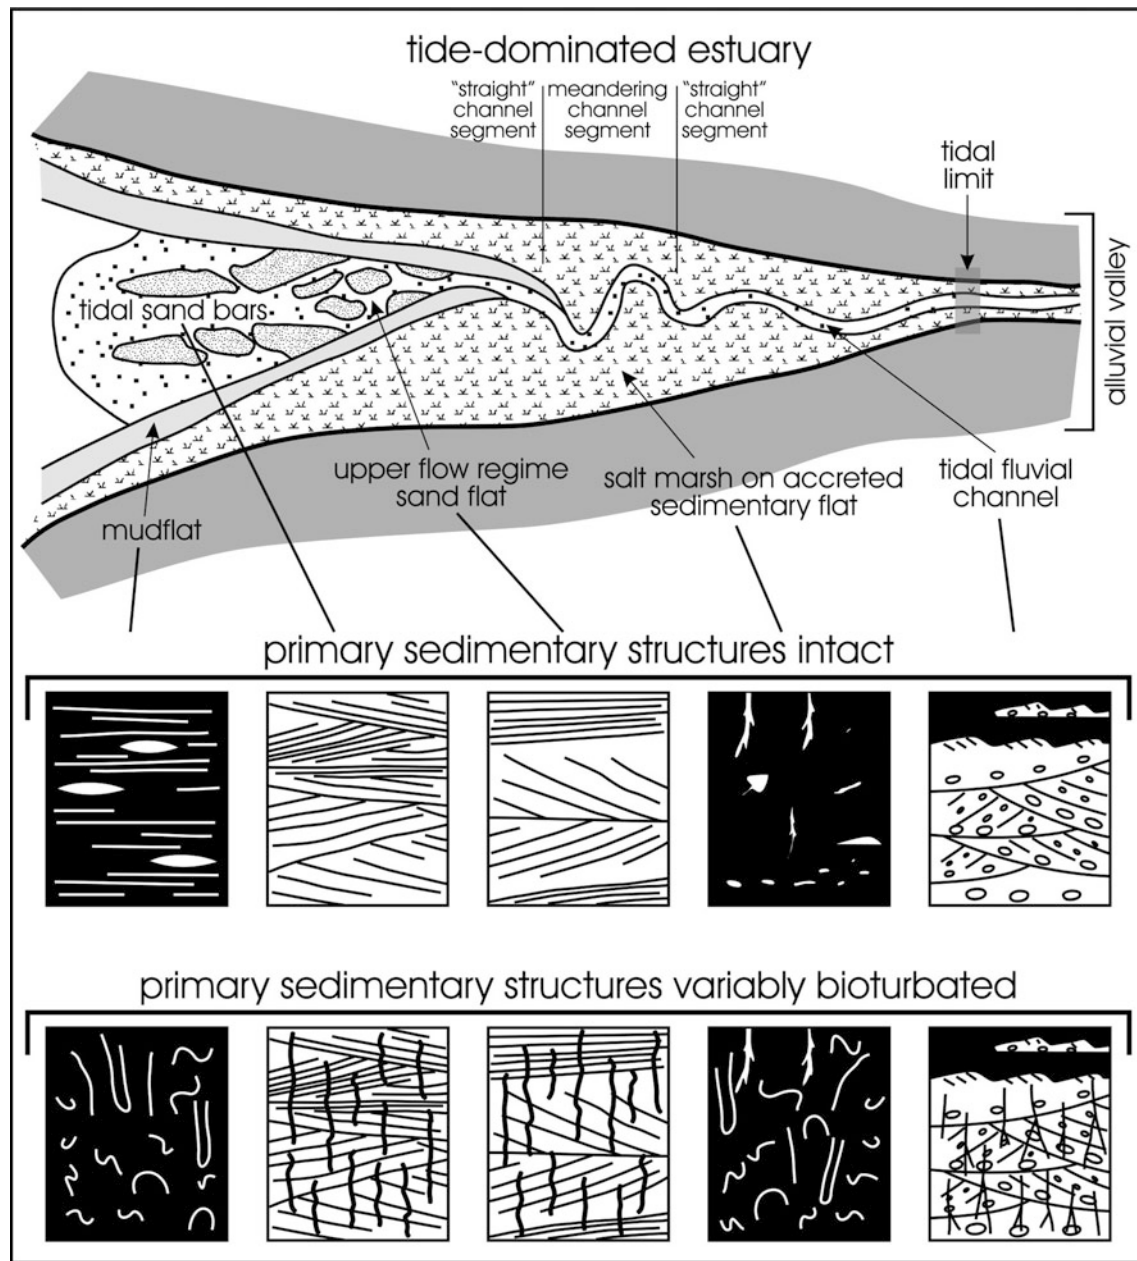 tide-dominated estuary
"straight"
channel
segment
meandering
channel
segment
"straight"
channel
segment
tidal
limit
alluvial valley
tidal sand bars
mudflat
upper flow regime
sand flat
salt marsh on accreted
sedimentary flat
tidal fluvial
channel
primary sedimentary structures intact
primary sedimentary structures variably bioturbated